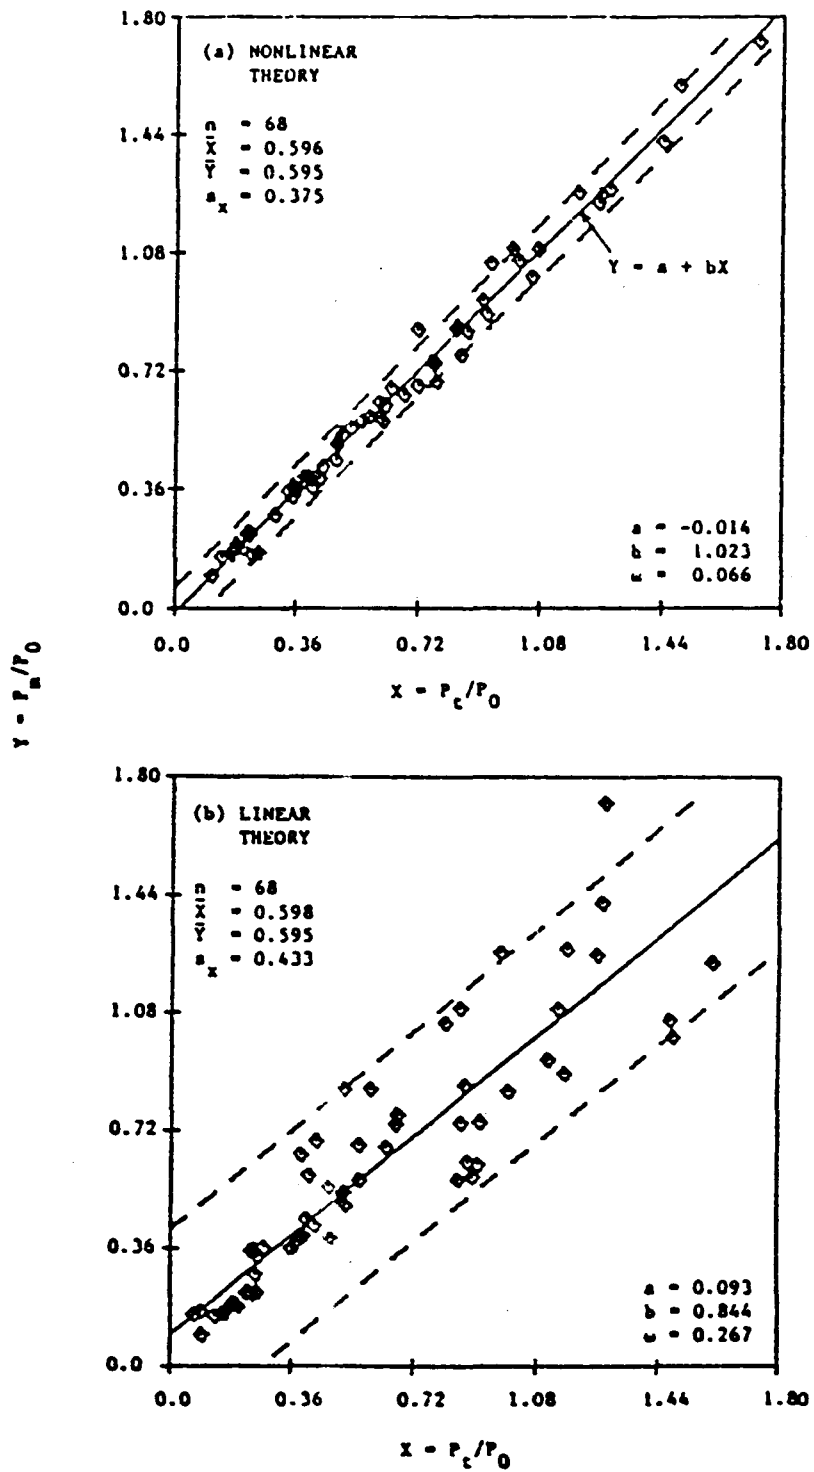 1.80
(a) NONLINEAR
THEORY
n = 68
X̄ = 0.596
Ȳ = 0.595
s_x = 0.375
1.44
1.08
Y = a + bX
0.72
0.36
a = -0.014
b = 1.023
ω = 0.066
0.0
0.0 0.36 0.72 1.08 1.44 1.80
X = P_t/P_0
Y = P_m/P_0
1.80
(b) LINEAR
THEORY
n = 68
X̄ = 0.598
Ȳ = 0.595
s_x = 0.433
1.44
1.08
0.72
0.36
a = 0.093
b = 0.844
ω = 0.267
0.0
0.0 0.36 0.72 1.08 1.44 1.80
X = P_t/P_0